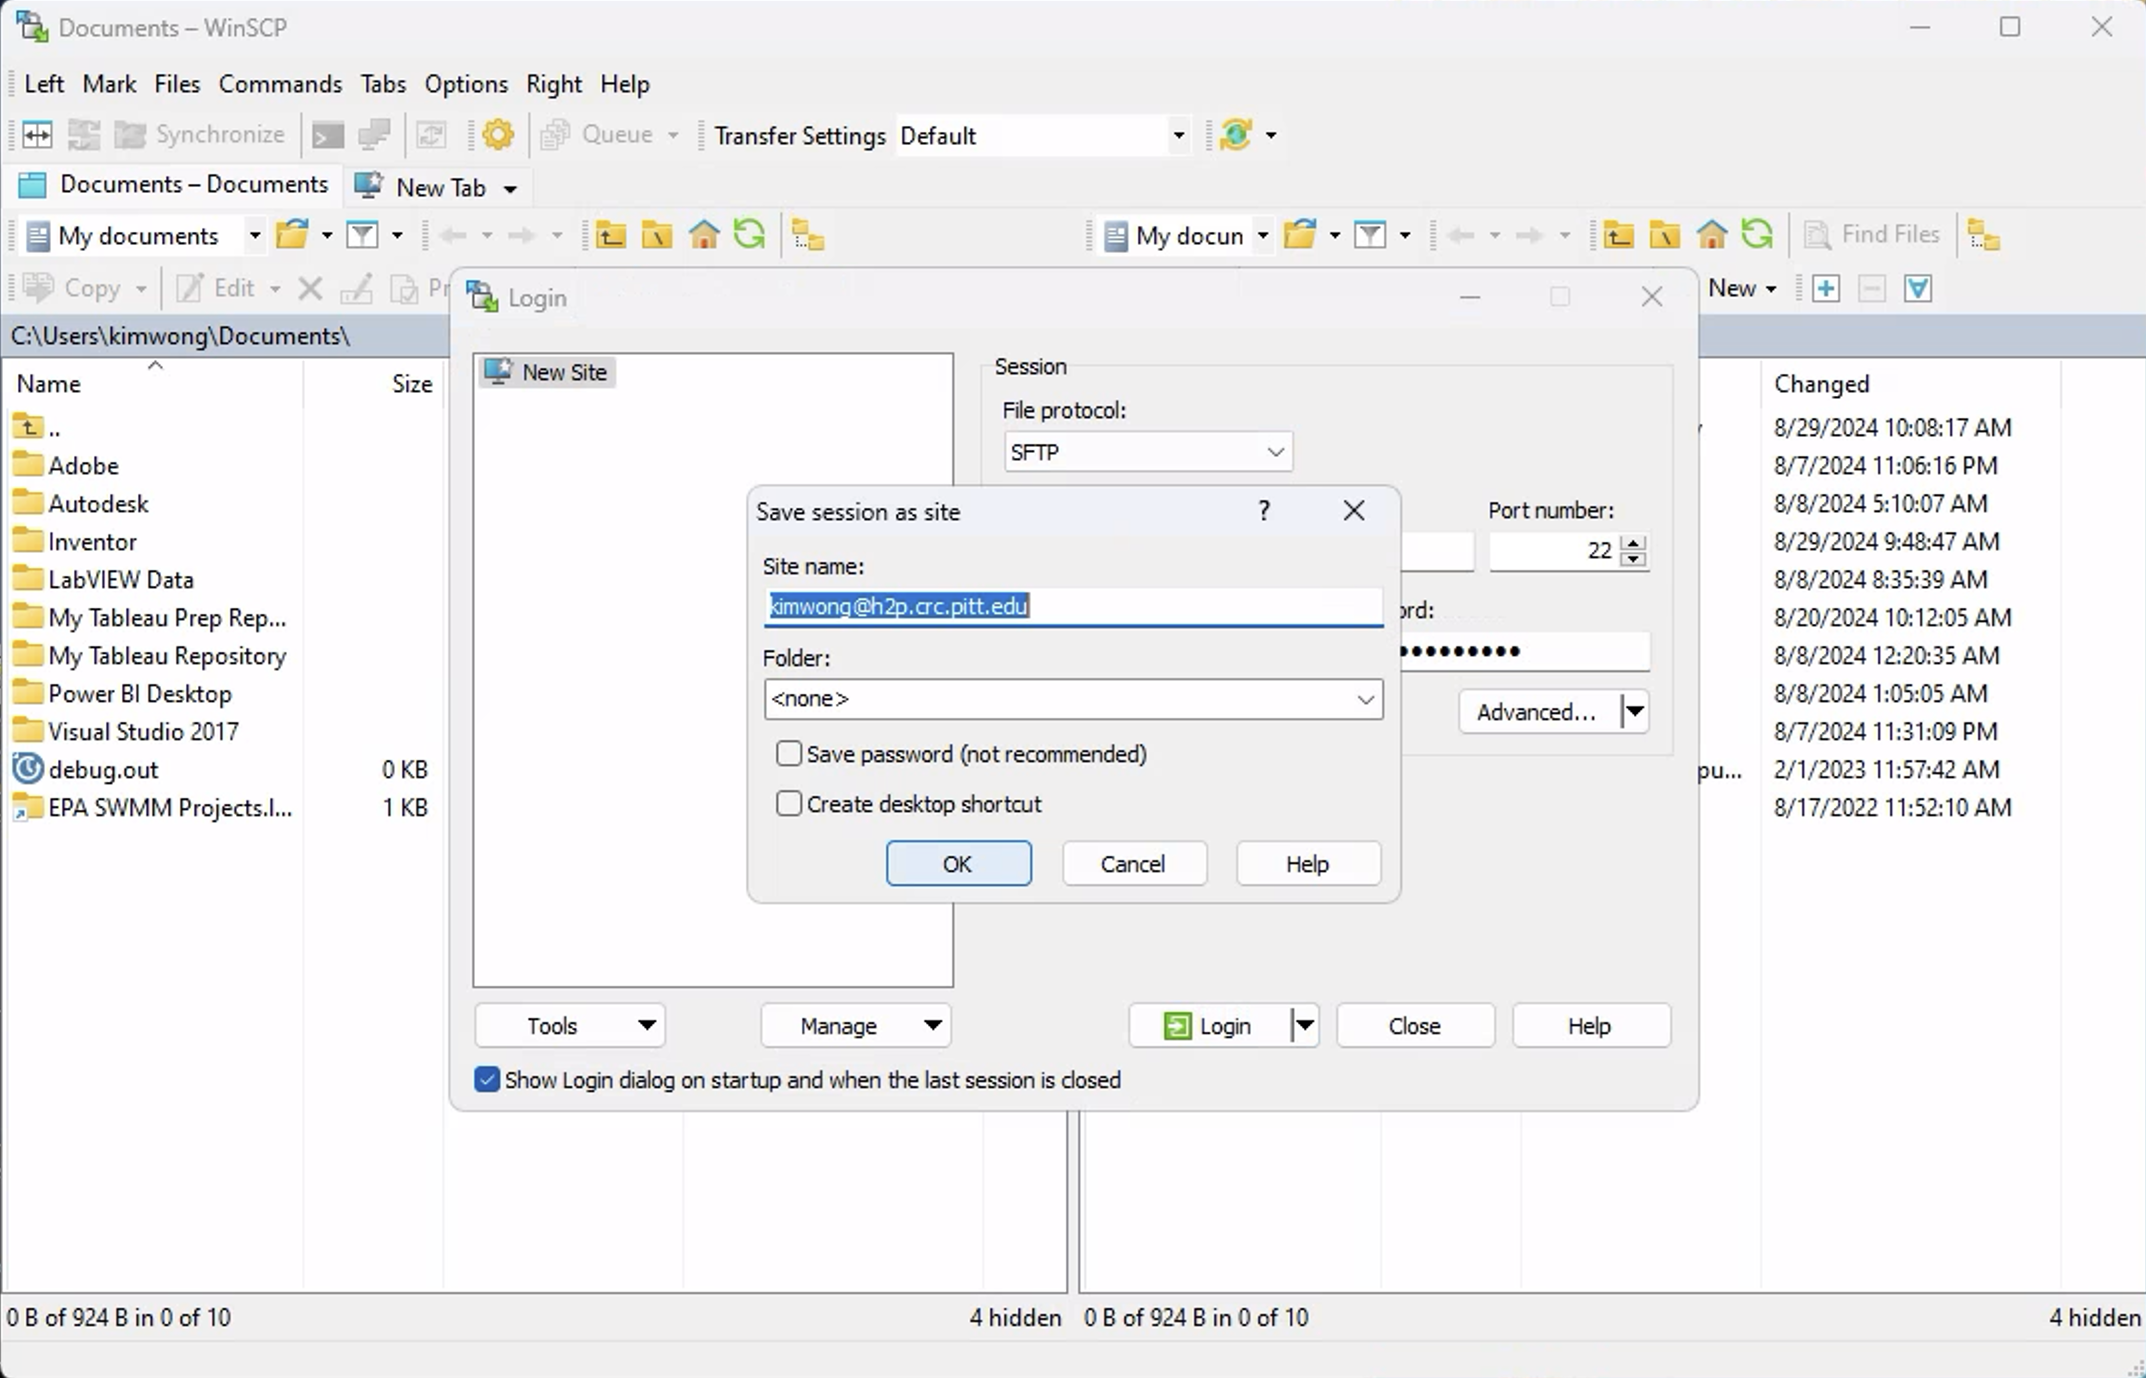 Documents – WinSCP
Left Mark Files Commands Tabs Options Right Help
Synchronize Queue Transfer Settings Default
Documents – Documents New Tab
My documents My docun Find Files
Copy Edit Pr New
Login
C:\Users\kimwong\Documents\
Name Size Changed
..
Adobe
Autodesk
Inventor
LabVIEW Data
My Tableau Prep Rep...
My Tableau Repository
Power BI Desktop
Visual Studio 2017
debug.out 0 KB
EPA SWMM Projects.l... 1 KB
New Site
Session
File protocol:
SFTP
Port number:
22
ord:
•••••••••
Advanced...
Save session as site ?
Site name:
kimwong@h2p.crc.pitt.edu
Folder:
<none>
Save password (not recommended)
Create desktop shortcut
OK Cancel Help
Tools Manage Login Close Help
Show Login dialog on startup and when the last session is closed
8/29/2024 10:08:17 AM
8/7/2024 11:06:16 PM
8/8/2024 5:10:07 AM
8/29/2024 9:48:47 AM
8/8/2024 8:35:39 AM
8/20/2024 10:12:05 AM
8/8/2024 12:20:35 AM
8/8/2024 1:05:05 AM
8/7/2024 11:31:09 PM
pu... 2/1/2023 11:57:42 AM
8/17/2022 11:52:10 AM
0 B of 924 B in 0 of 10 4 hidden 0 B of 924 B in 0 of 10 4 hidden